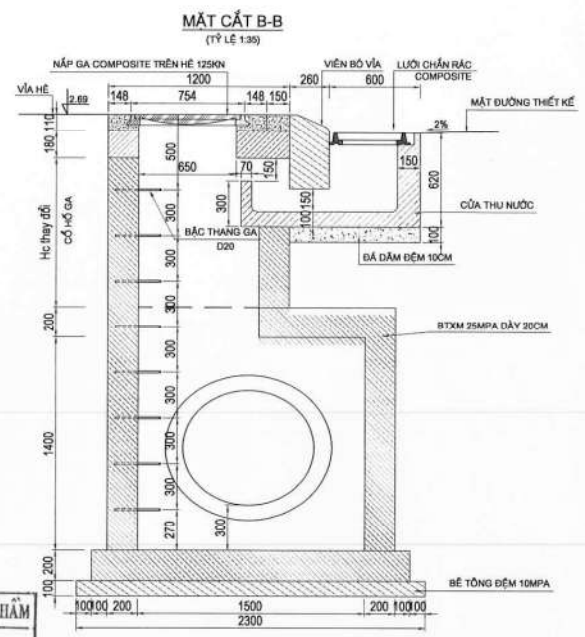 MẶT CẮT B-B
(TỶ LỆ 1:35)
NẮP GA COMPOSITE TRÊN HÈ 125KN
VIÊN BÓ VỈA
LƯỚI CHẮN RÁC
COMPOSITE
1200
260
600
VỈA HÈ
2.69
148
754
148
150
MẶT ĐƯỜNG THIẾT KẾ
2%
110
180
500
650
70
150
150
620
300
150
100
CỬA THU NƯỚC
100
Hc thay đổi
CỔ HỐ GA
300
BẬC THANG GA
D20
ĐÁ DĂM ĐỆM 10CM
300
300
200
BTXM 25MPA DÀY 20CM
300
300
1400
300
300
270
300
200
100
BÊ TÔNG ĐỆM 10MPA
100
100
200
1500
200
100
100
2300